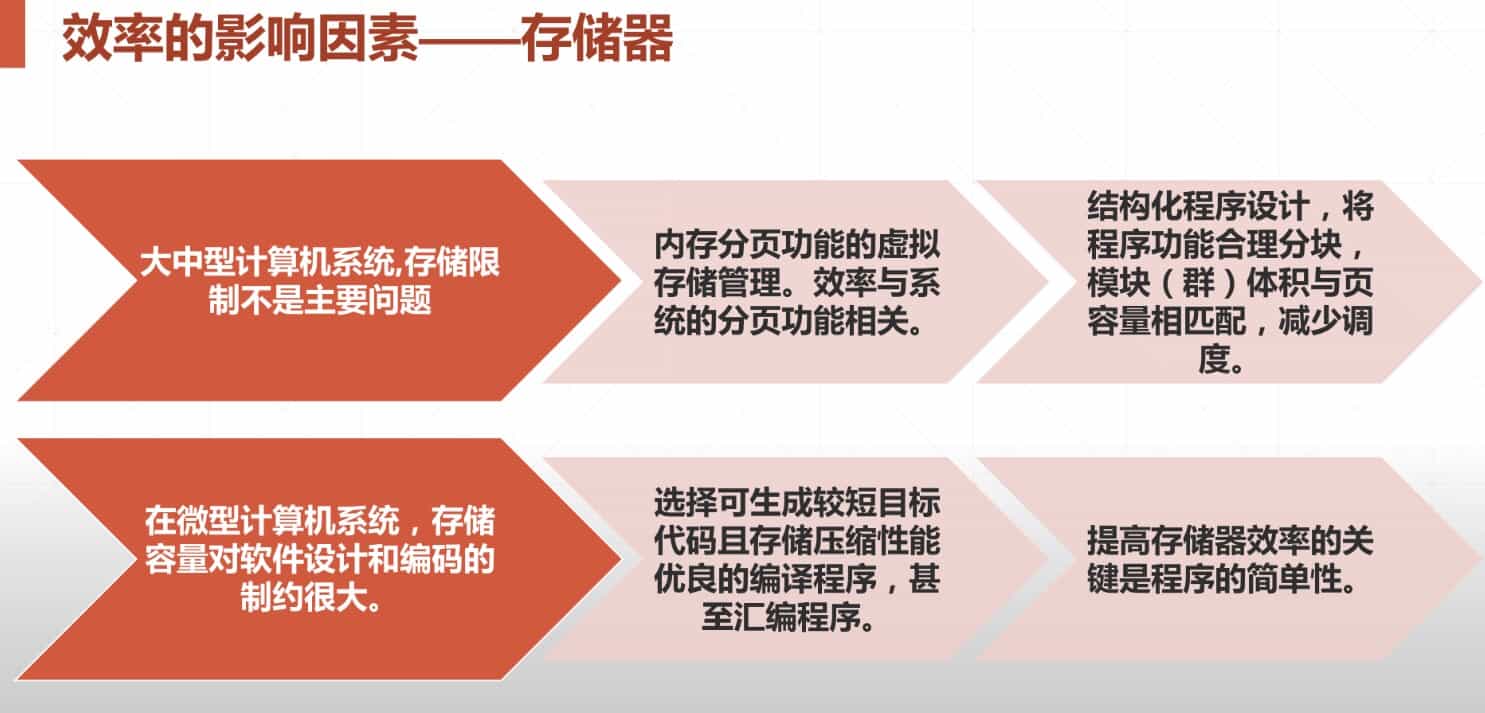 效率的影响因素——存储器
大中型计算机系统,存储限
制不是主要问题
内存分页功能的虚拟
存储管理。效率与系
统的分页功能相关。
结构化程序设计，将
程序功能合理分块，
模块（群）体积与页
容量相匹配，减少调
度。
在微型计算机系统，存储
容量对软件设计和编码的
制约很大。
选择可生成较短目标
代码且存储压缩性能
优良的编译程序，甚
至汇编程序。
提高存储器效率的关
键是程序的简单性。